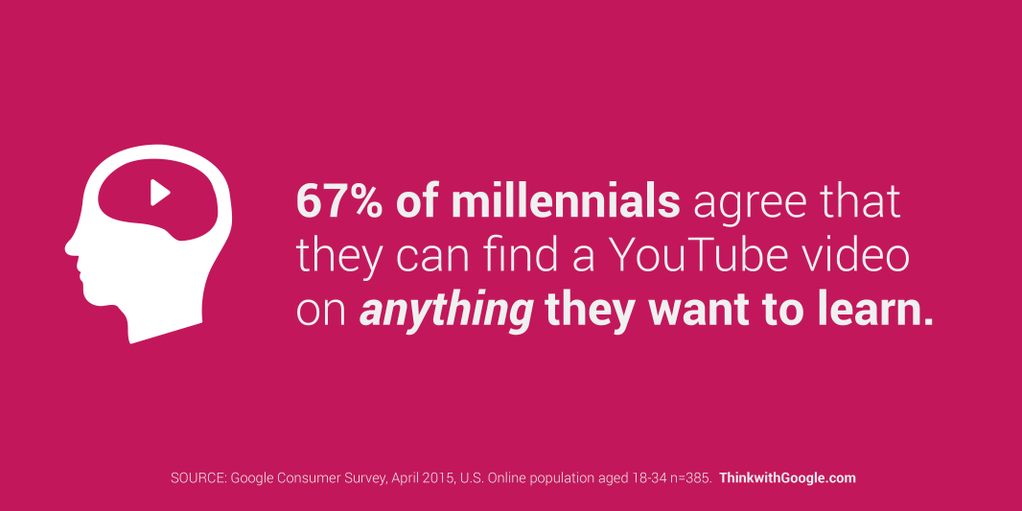 67% of millennials agree that
they can find a YouTube video
on anything they want to learn.
SOURCE: Google Consumer Survey, April 2015, U.S. Online population aged 18-34 n=385. ThinkwithGoogle.com